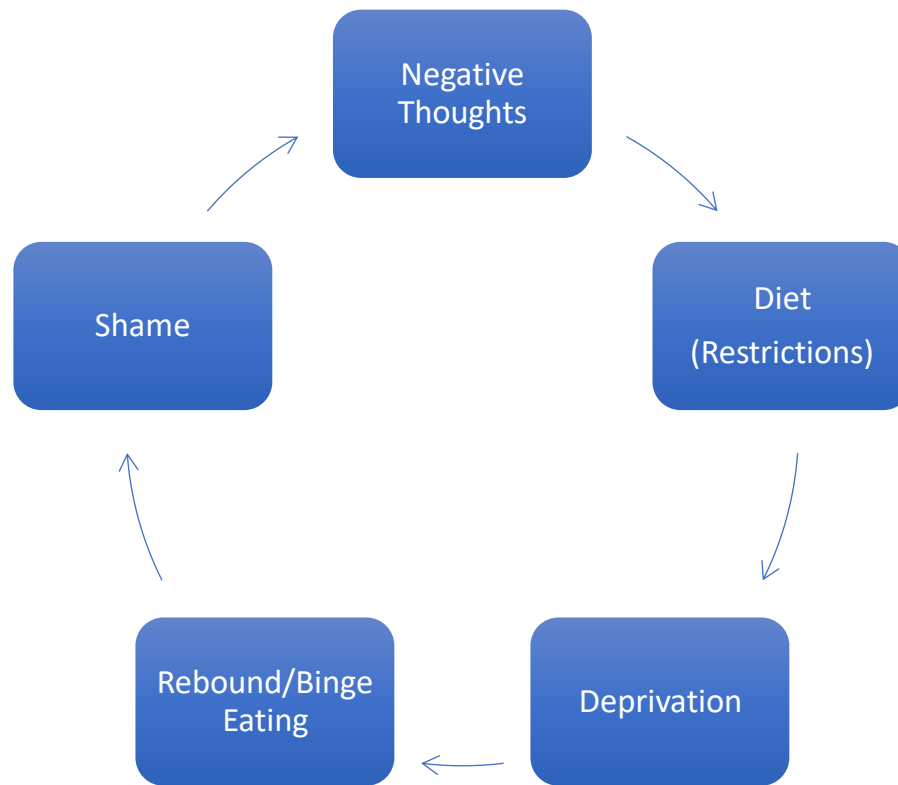 Negative
Thoughts
Diet
(Restrictions)
Deprivation
Rebound/Binge
Eating
Shame